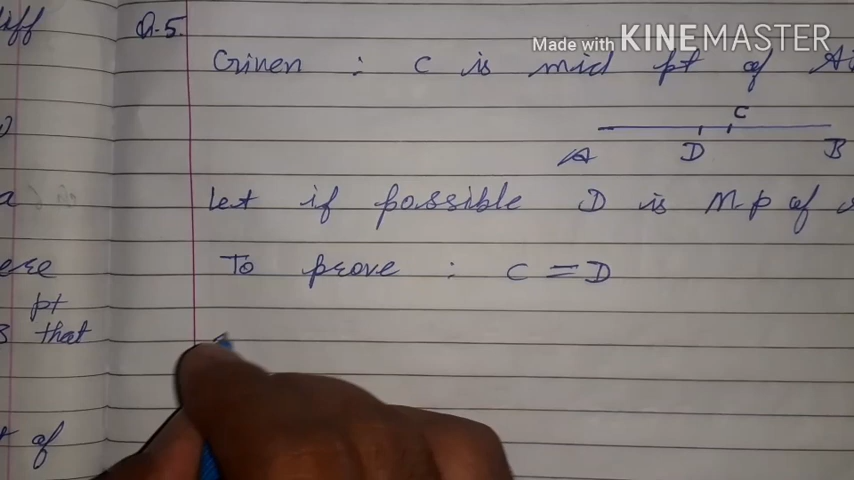 Made with KINEMASTER
Q.5.
Given : C is mid pt of
C
A D B
Let if possible D is M.p of
To prove : C = D
pt
that
of